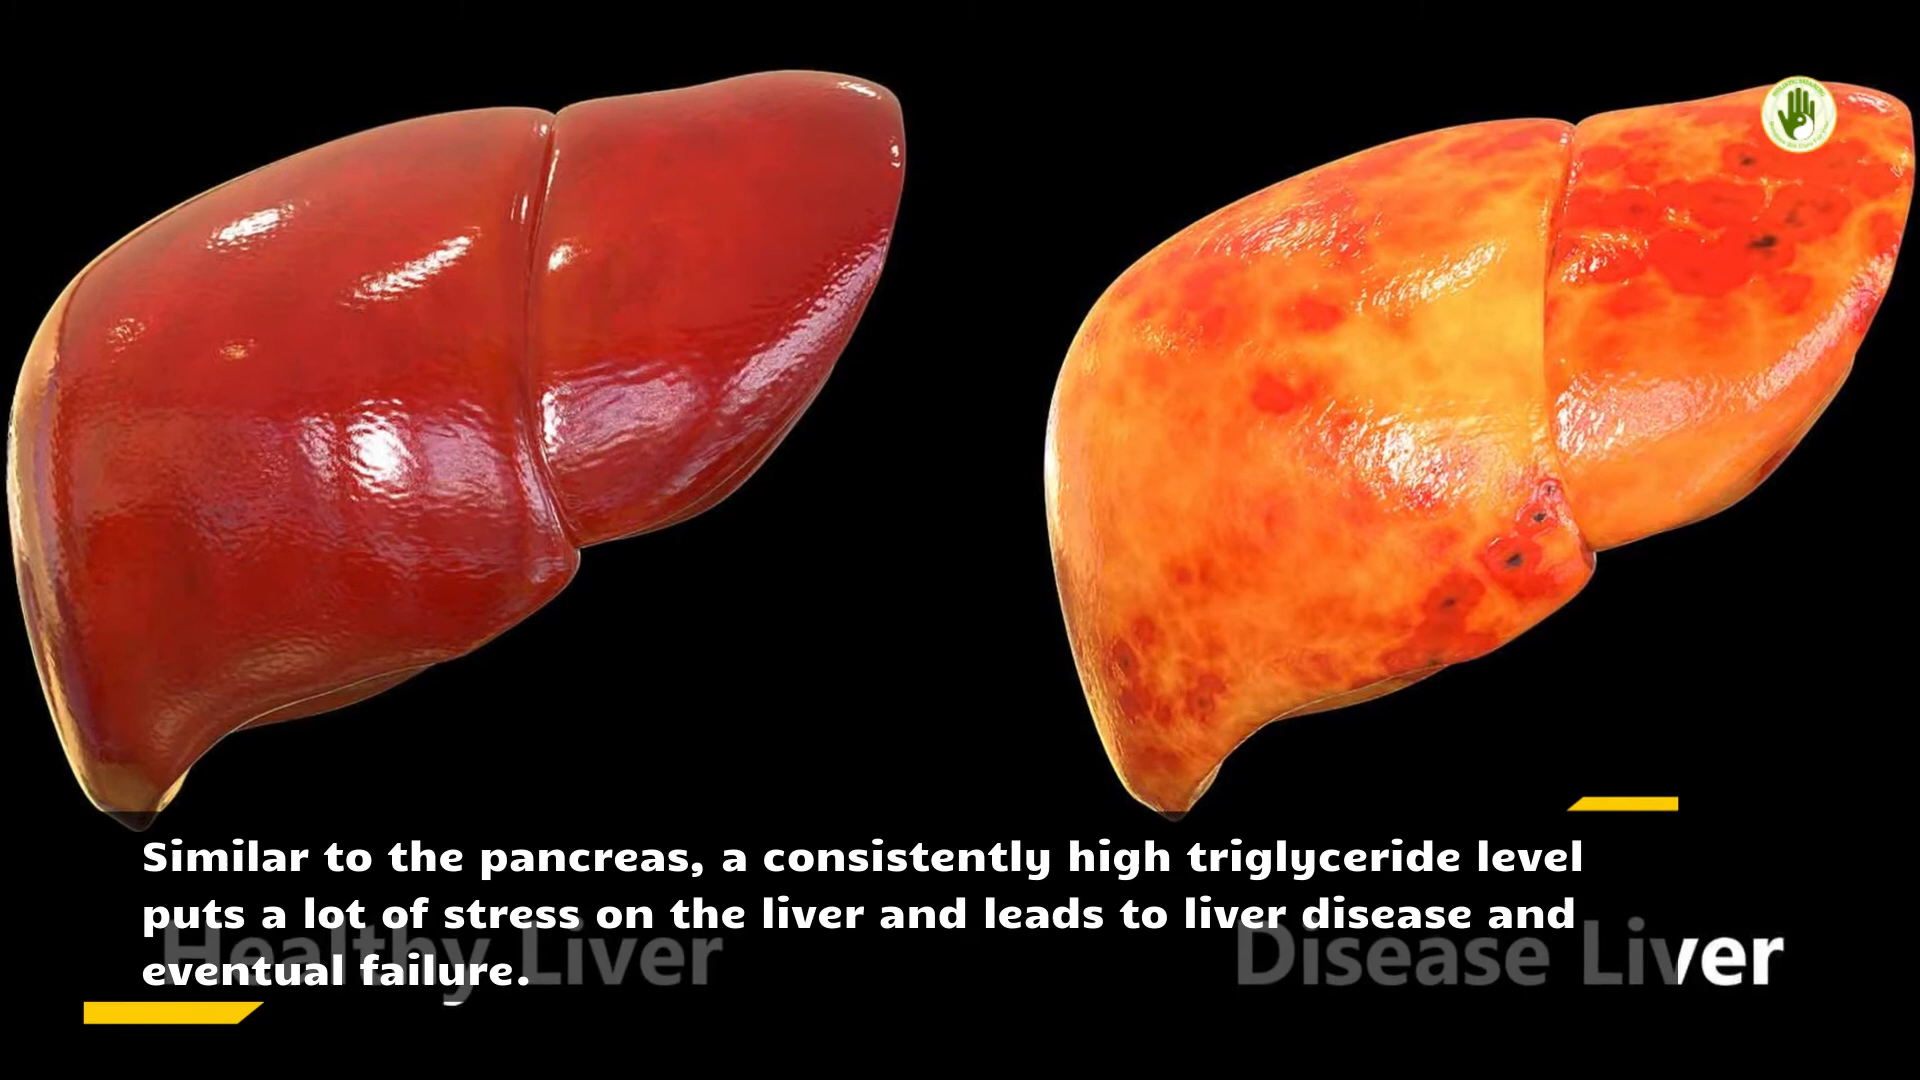 Similar to the pancreas, a consistently high triglyceride level
puts a lot of stress on the liver and leads to liver disease and
eventual failure.
Healthy Liver
Disease Liver